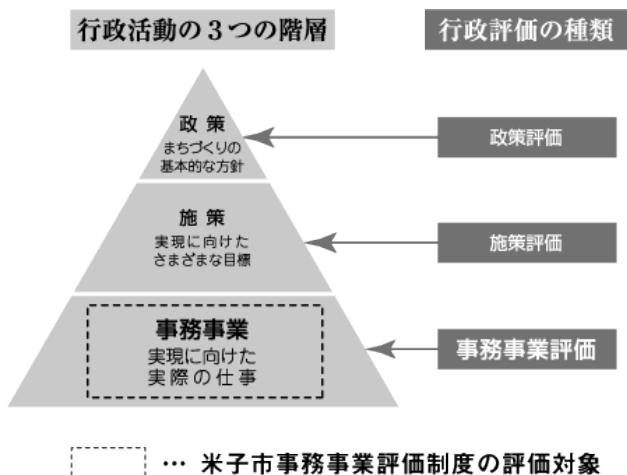 行政活動の3つの階層
行政評価の種類
政策
まちづくりの
基本的な方針
政策評価
施策
実現に向けた
さまざまな目標
施策評価
事務事業
実現に向けた
実際の仕事
事務事業評価
… 米子市事務事業評価制度の評価対象